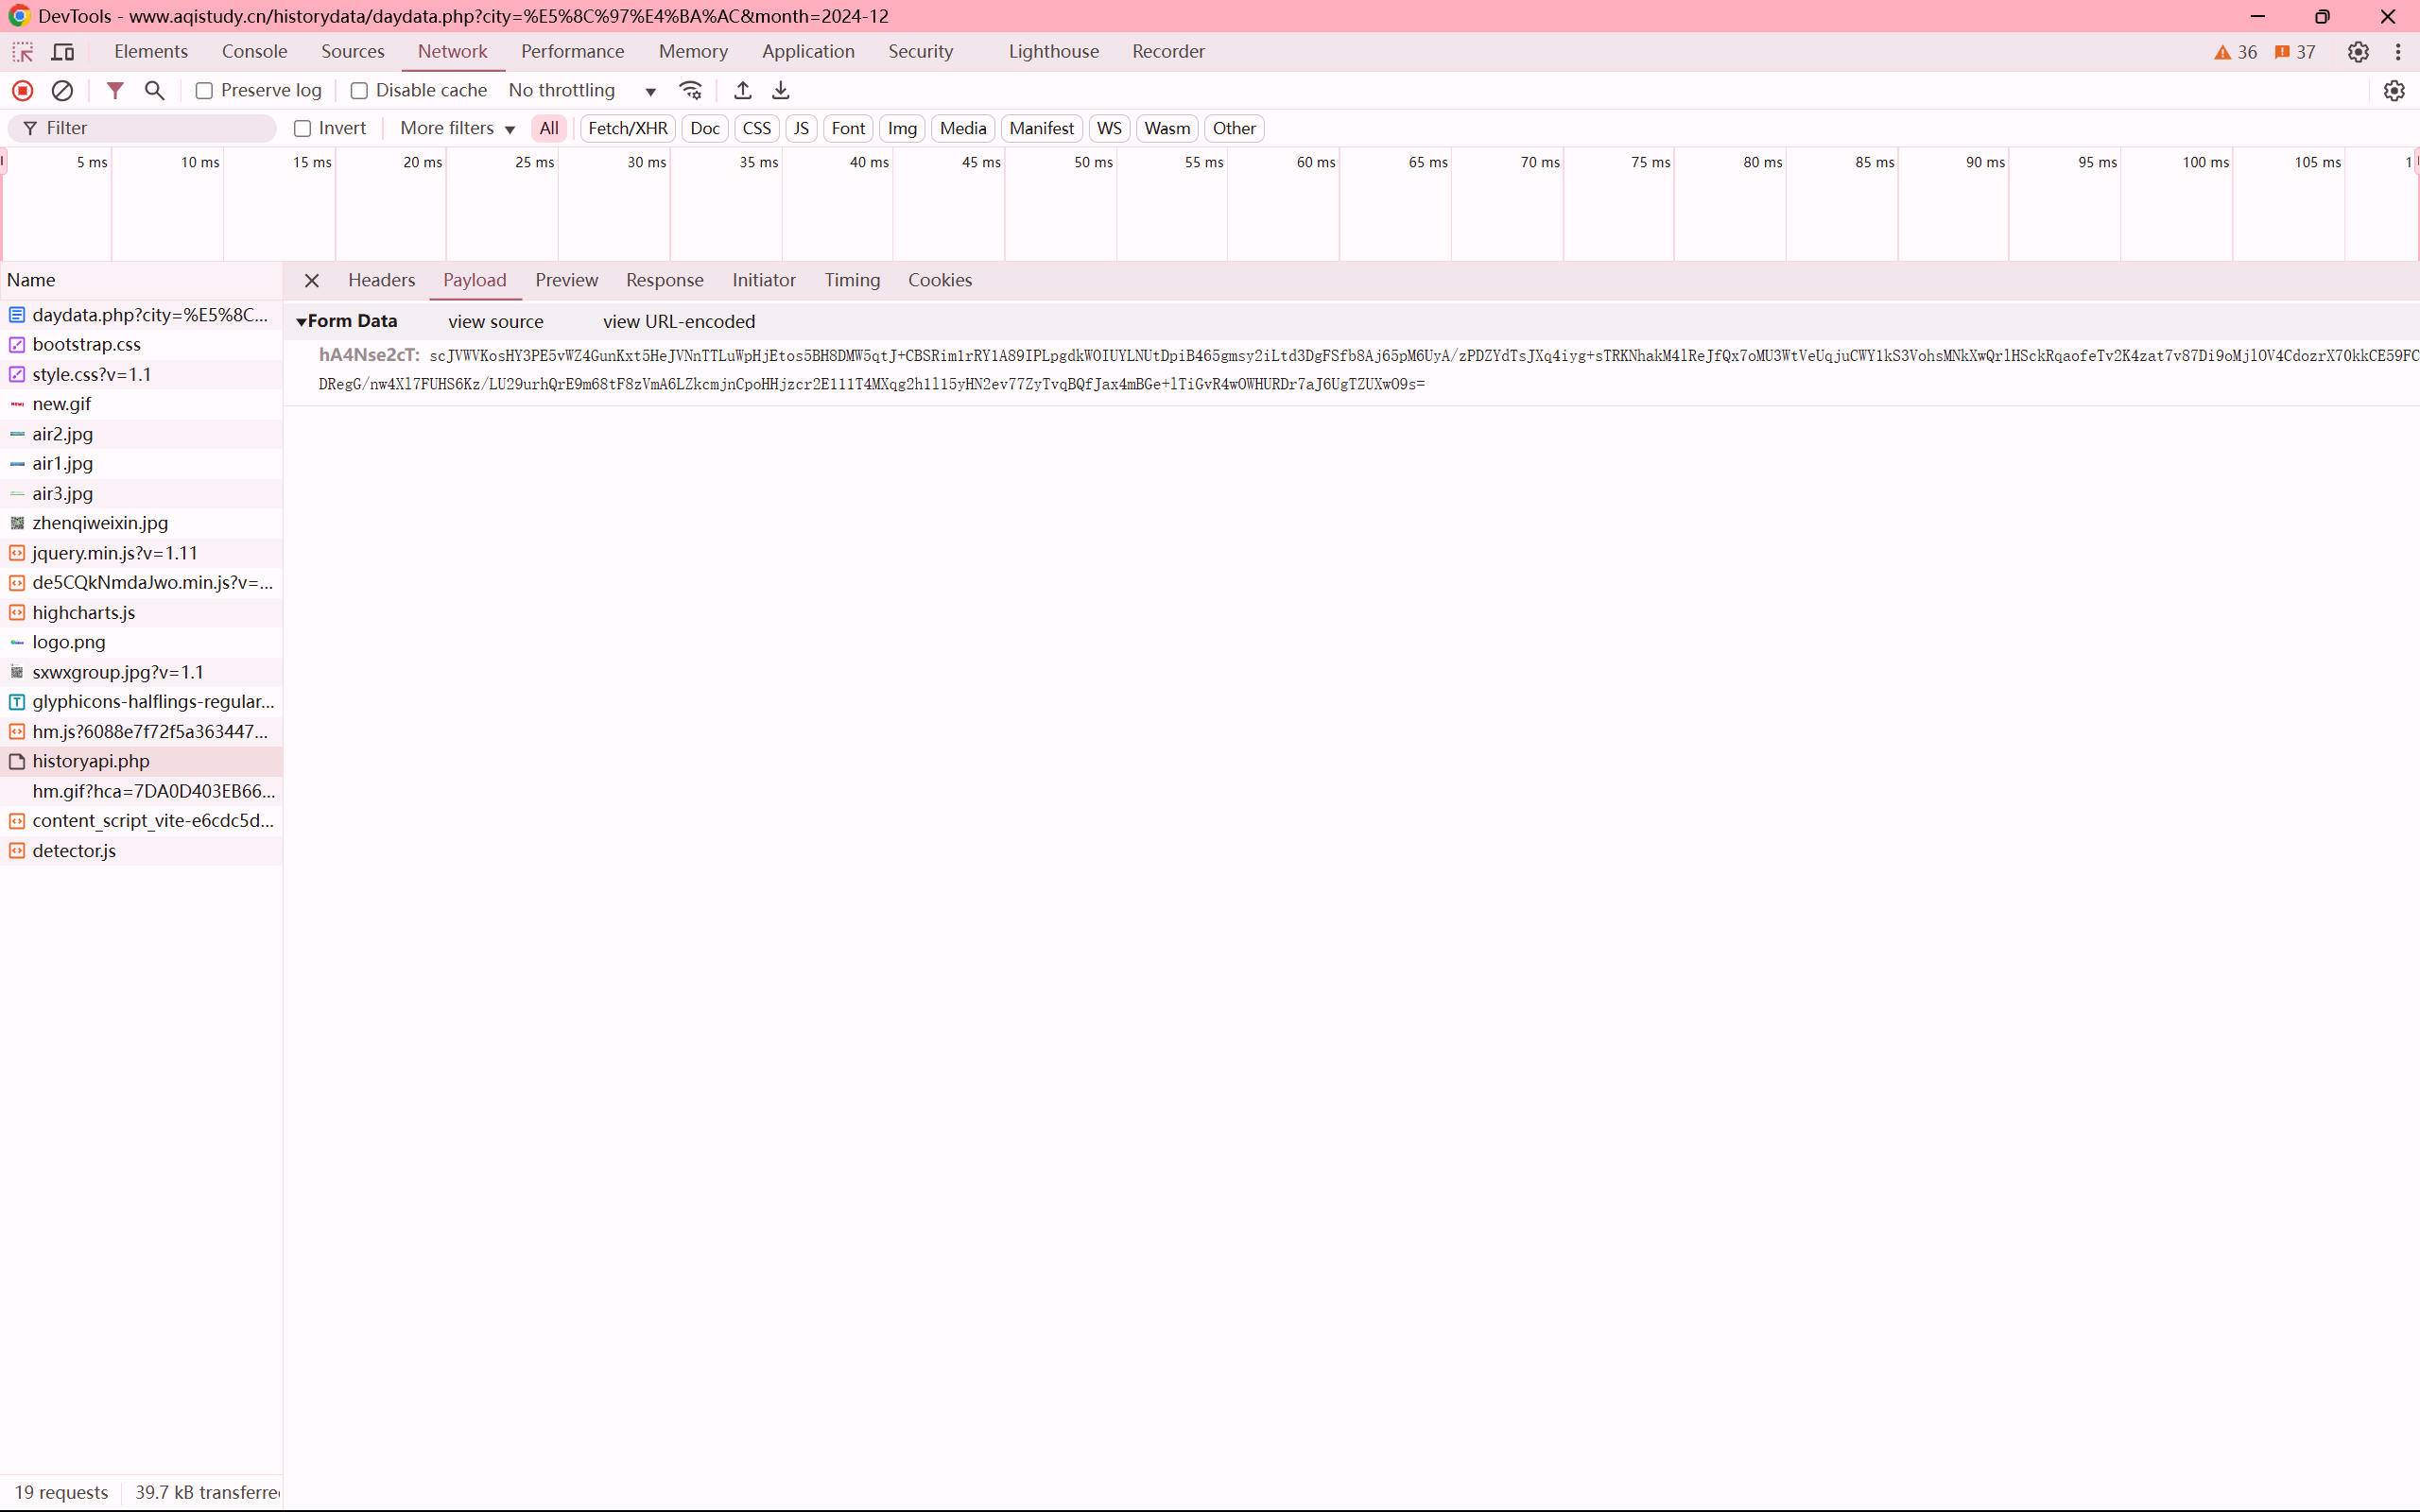 DevTools - www.aqistudy.cn/historydata/daydata.php?city=%E5%8C%97%E4%BA%AC&month=2024-12
Elements Console Sources Network Performance Memory Application Security Lighthouse Recorder 36 37
Preserve log Disable cache No throttling
Filter Invert More filters All Fetch/XHR Doc CSS JS Font Img Media Manifest WS Wasm Other
5 ms 10 ms 15 ms 20 ms 25 ms 30 ms 35 ms 40 ms 45 ms 50 ms 55 ms 60 ms 65 ms 70 ms 75 ms 80 ms 85 ms 90 ms 95 ms 100 ms 105 ms 1
Name Headers Payload Preview Response Initiator Timing Cookies
daydata.php?city=%E5%8C...
Form Data view source view URL-encoded
bootstrap.css
hA4Nse2cT: scJVWVKosHY3PE5vWZ4GunKxt5HeJVNnTTLuWpHjEtos5BH8DMW5qtJ+CBSRim1rRY1A89IPLpgdkWOIUYLNUtDpiB465gmsy2iLtd3DgFSfb8Aj65pM6UyA/zPDZYdTsJXq4iyg+sTRKNhakM4lReJfQx7oMU3WtVeUqjuCWY1kS3VohsMNkXwQrlHSckRqaofeTv2K4zat7v87Di9oMjlOV4CdozrX70kkCE59FC
style.css?v=1.1
DRegG/nw4Xl7FUHS6Kz/LU29urhQrE9m68tF8zVmA6LZkcmjnCpoHHjzcr2E111T4MXqg2h1l15yHN2ev77ZyTvqBQfJax4mBGe+lTiGvR4wOWHURDr7aJ6UgTZUXwO9s=
new.gif
air2.jpg
air1.jpg
air3.jpg
zhenqiweixin.jpg
jquery.min.js?v=1.11
de5CQkNmdaJwo.min.js?v=...
highcharts.js
logo.png
sxwxgroup.jpg?v=1.1
glyphicons-halflings-regular...
hm.js?6088e7f72f5a363447...
historyapi.php
hm.gif?hca=7DA0D403EB66...
content_script_vite-e6cdc5d...
detector.js
19 requests 39.7 kB transferre